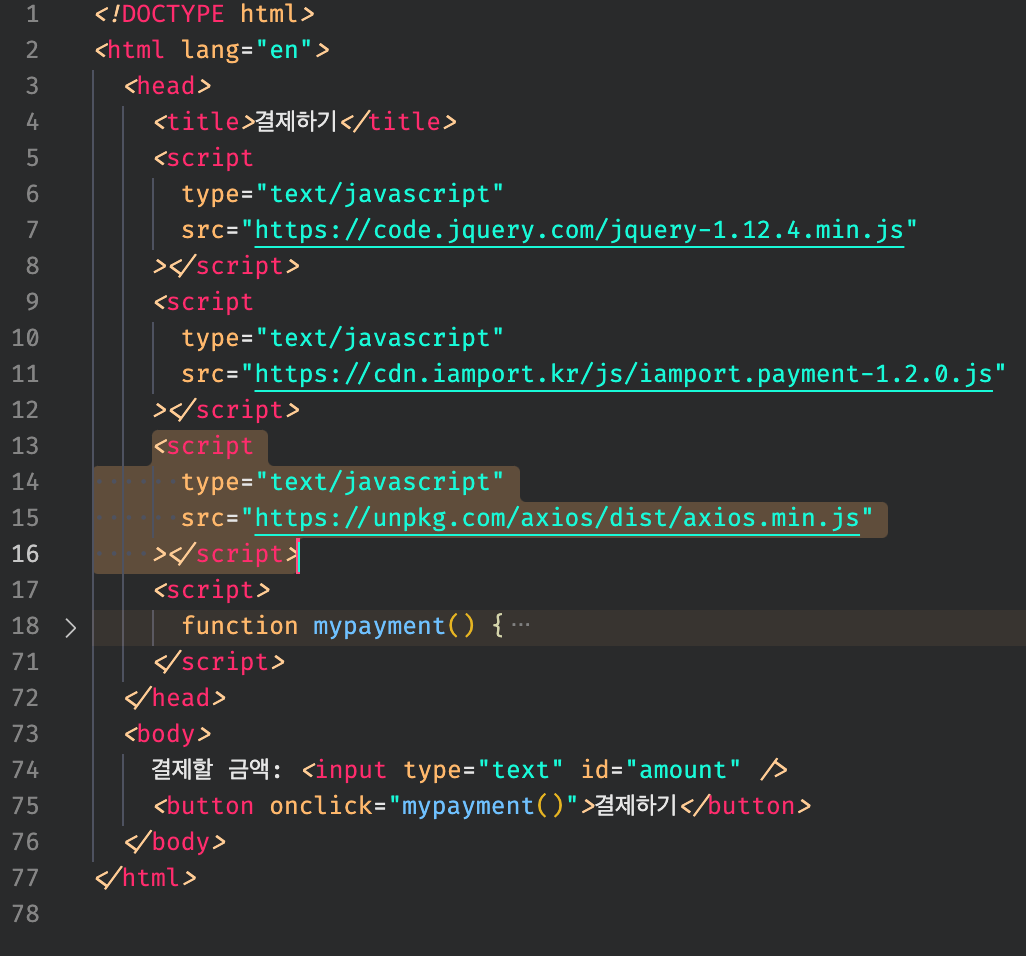 1 <!DOCTYPE html>
2 <html lang="en">
3 <head>
4 <title>결제하기</title>
5 <script
6 type="text/javascript"
7 src="https://code.jquery.com/jquery-1.12.4.min.js"
8 ></script>
9 <script
10 type="text/javascript"
11 src="https://cdn.iamport.kr/js/iamport.payment-1.2.0.js"
12 ></script>
13 <script
14 type="text/javascript"
15 src="https://unpkg.com/axios/dist/axios.min.js"
16 ></script>
17 <script>
18 function mypayment() {⋯
71 </script>
72 </head>
73 <body>
74 결제할 금액: <input type="text" id="amount" />
75 <button onclick="mypayment()">결제하기</button>
76 </body>
77 </html>
78